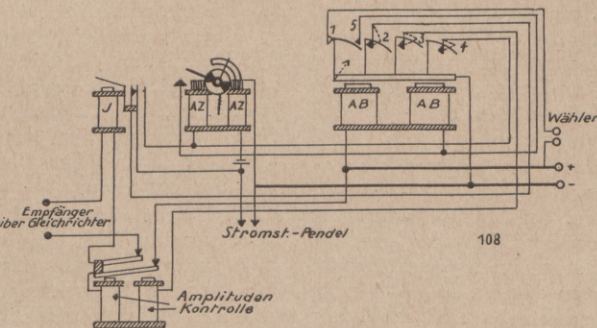 1 5 2 3 4
J
AZ AZ
AB AB
Wähler
+
-
Empfänger
über Gleichrichter
Stromst.-Pendel
108
Amplituden
Kontrolle